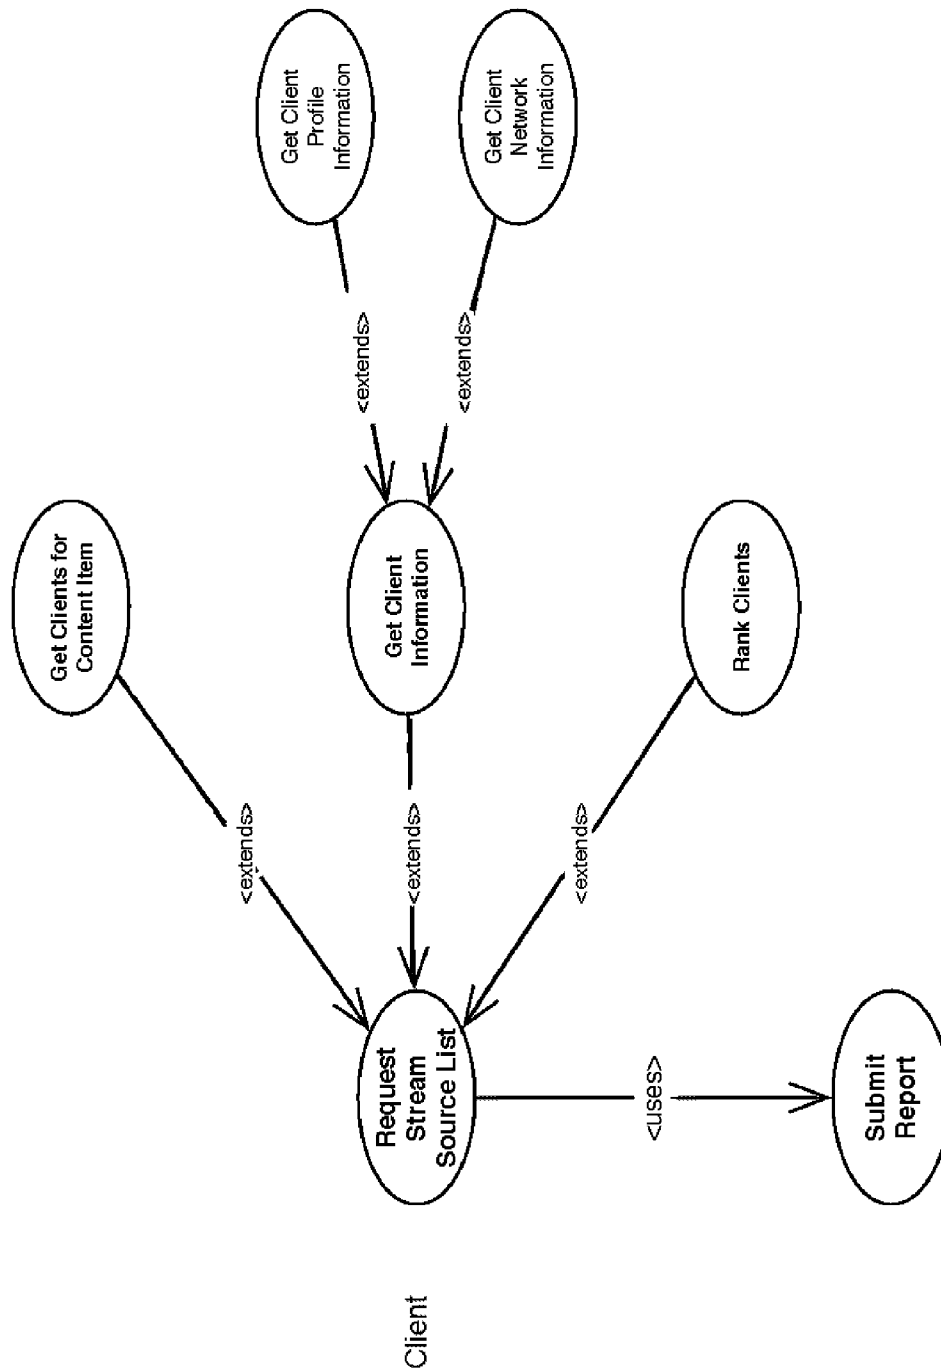 Get Clients for
Content Item
Get Client
Profile
Information
<extends>
<extends>
Client
Request
Stream
Source List
<extends>
Get Client
Information
<extends>
Get Client
Network
Information
<extends>
Rank Clients
<uses>
Submit
Report